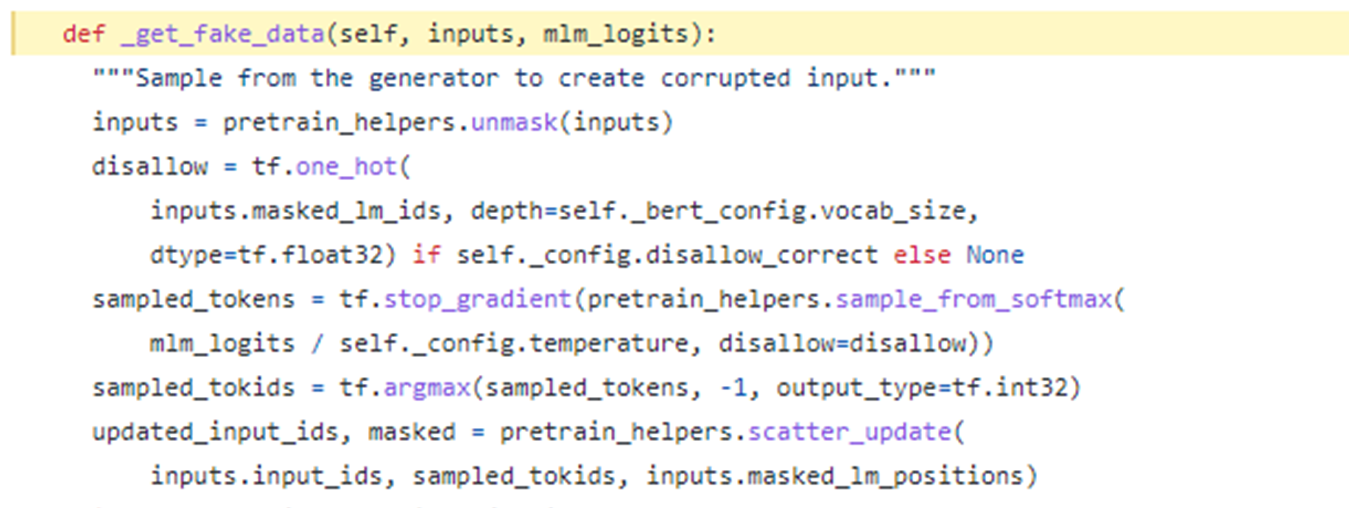 def _get_fake_data(self, inputs, mlm_logits):
"""Sample from the generator to create corrupted input."""
inputs = pretrain_helpers.unmask(inputs)
disallow = tf.one_hot(
inputs.masked_lm_ids, depth=self._bert_config.vocab_size,
dtype=tf.float32) if self._config.disallow_correct else None
sampled_tokens = tf.stop_gradient(pretrain_helpers.sample_from_softmax(
mlm_logits / self._config.temperature, disallow=disallow))
sampled_tokids = tf.argmax(sampled_tokens, -1, output_type=tf.int32)
updated_input_ids, masked = pretrain_helpers.scatter_update(
inputs.input_ids, sampled_tokids, inputs.masked_lm_positions)